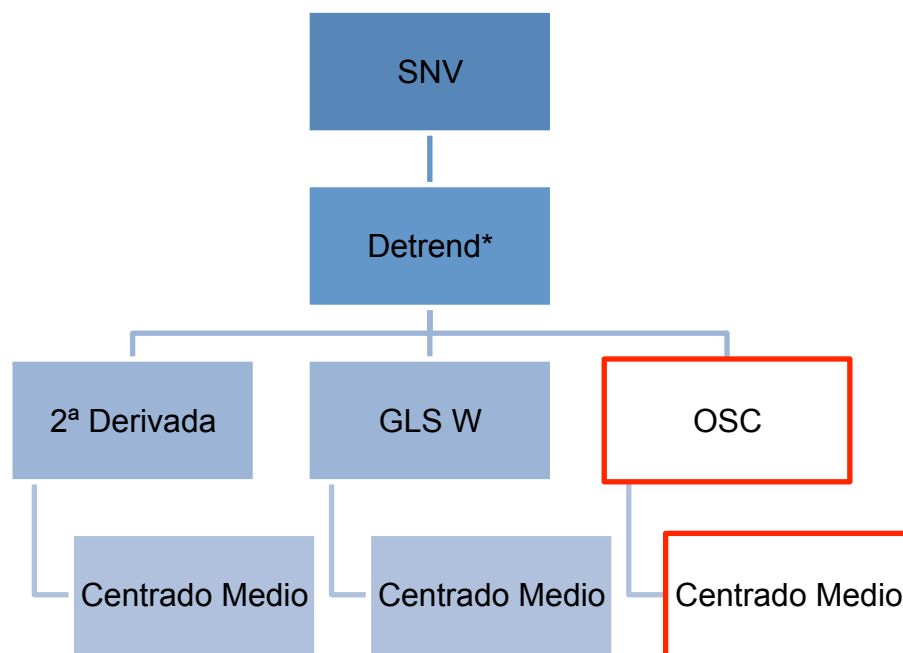 SNV
Detrend*
2ª Derivada
GLS W
OSC
Centrado Medio
Centrado Medio
Centrado Medio